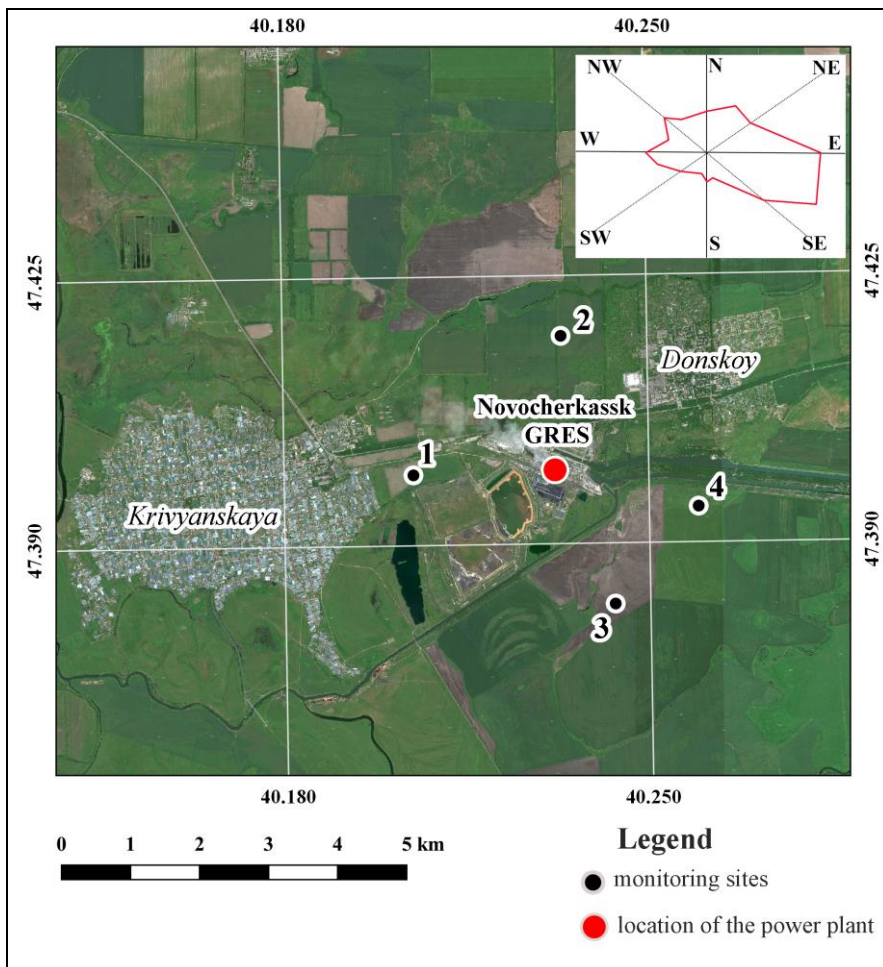 40.180 40.250
NW N NE
W E
SW S SE
47.425 47.425
2
Donskoy
Novocherkassk
GRES
1
4
Krivyanskaya
47.390 47.390
3
40.180 40.250
0 1 2 3 4 5 km
Legend
monitoring sites
location of the power plant